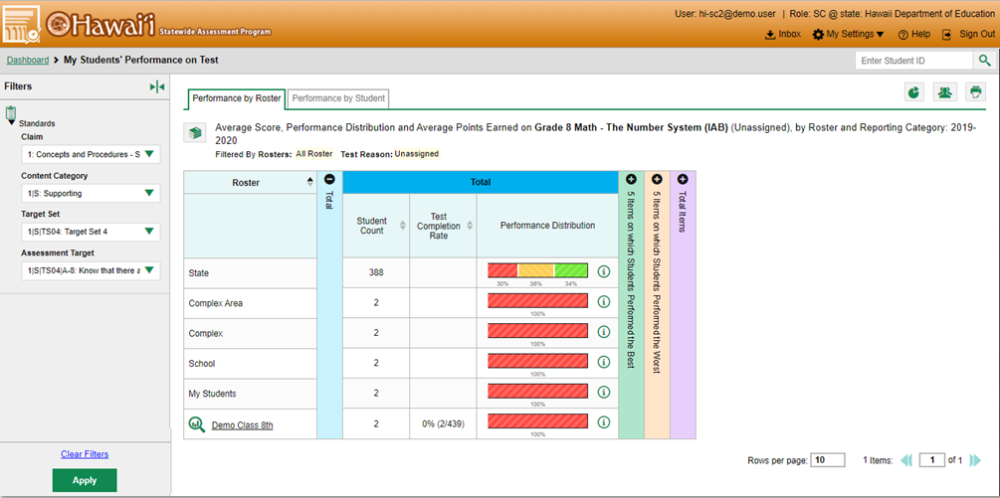 User: hi-sc2@demo.user | Role: SC @ state: Hawaii Department of Education
Hawai'i Statewide Assessment Program
Inbox My Settings Help Sign Out
Dashboard My Students' Performance on Test
Enter Student ID
Filters
Standards
Claim
1: Concepts and Procedures - S
Content Category
1|S: Supporting
Target Set
1|S|TS04: Target Set 4
Assessment Target
1|S|TS04|A-8: Know that there a
Clear Filters
Apply
Performance by Roster Performance by Student
Average Score, Performance Distribution and Average Points Earned on Grade 8 Math - The Number System (IAB) (Unassigned), by Roster and Reporting Category: 2019-
2020
Filtered By Rosters: All Roster Test Reason: Unassigned
Roster
Total
Total
Student
Count
Test
Completion
Rate
Performance Distribution
5 Items on which Students Performed the Best
5 Items on which Students Performed the Worst
Total Items
State 388
30% 36% 34%
Complex Area 2
100%
Complex 2
100%
School 2
100%
My Students 2
100%
Demo Class 8th 2 0% (2/439)
100%
Rows per page: 10 1 Items: 1 of 1